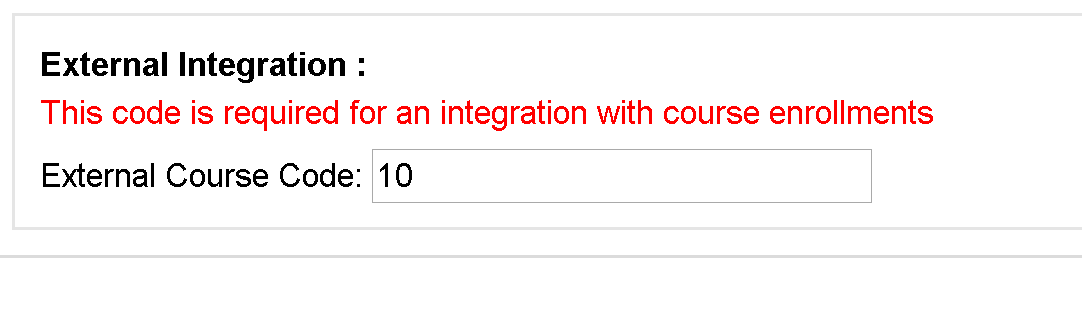 External Integration :
This code is required for an integration with course enrollments
External Course Code: 10